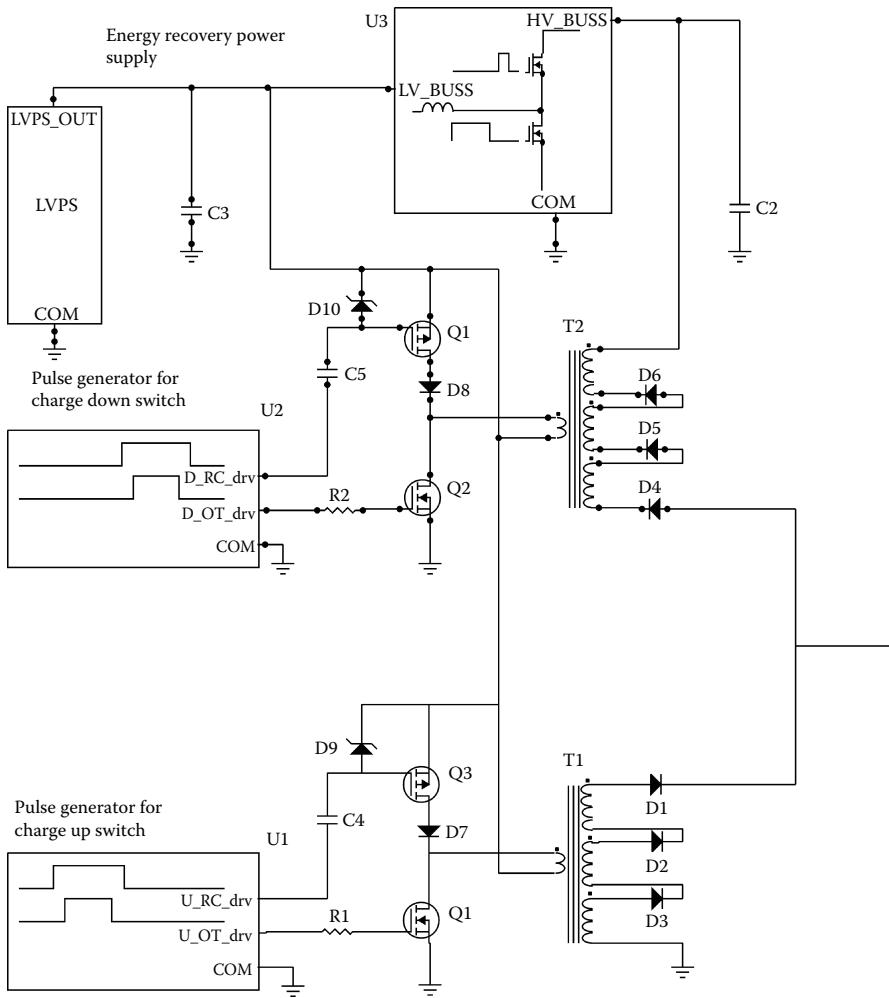 U3
HV_BUSS
Energy recovery power
supply
LV_BUSS
LVPS_OUT
LVPS
C3
COM
C2
COM
D10
Q1
T2
C5
D8
D6
Pulse generator for
charge down switch
U2
D5
D_RC_drv
R2
Q2
D4
D_OT_drv
COM
D9
Q3
T1
D1
Pulse generator for
charge up switch
U1
C4
D7
D2
U_RC_drv
R1
Q1
D3
U_OT_drv
COM